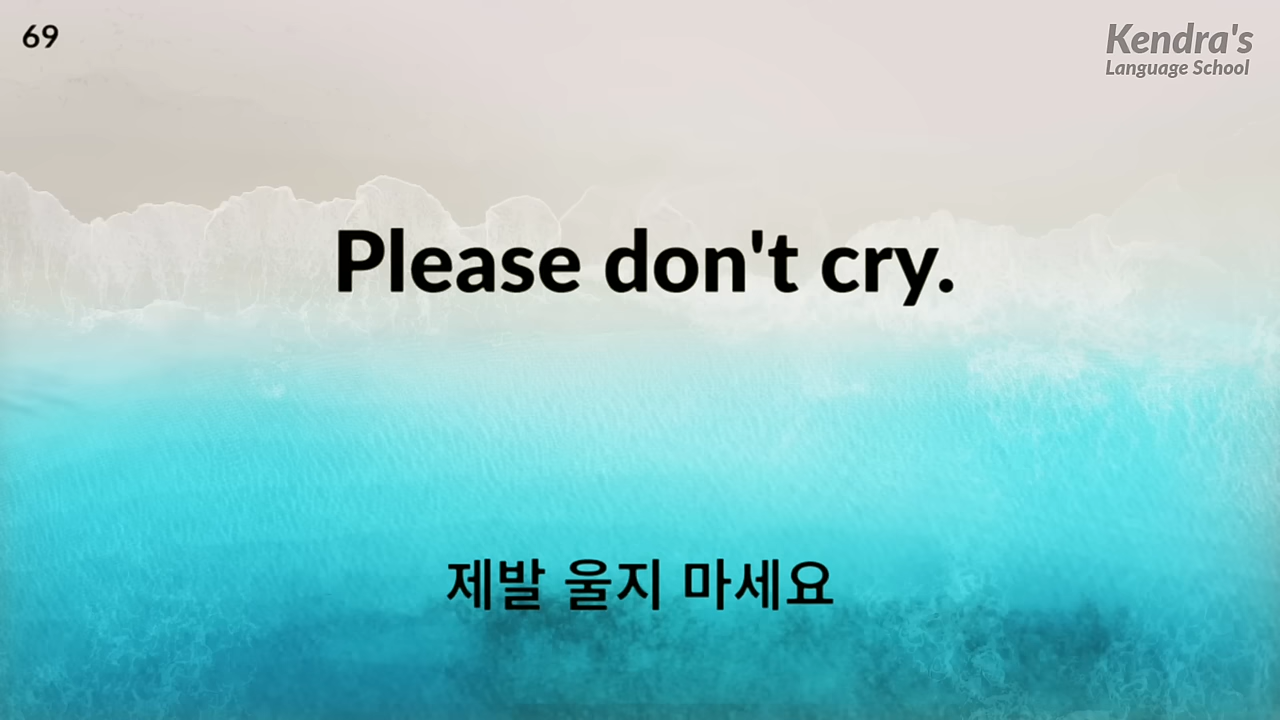 69
Kendra's
Language School
Please don't cry.
제발 울지 마세요